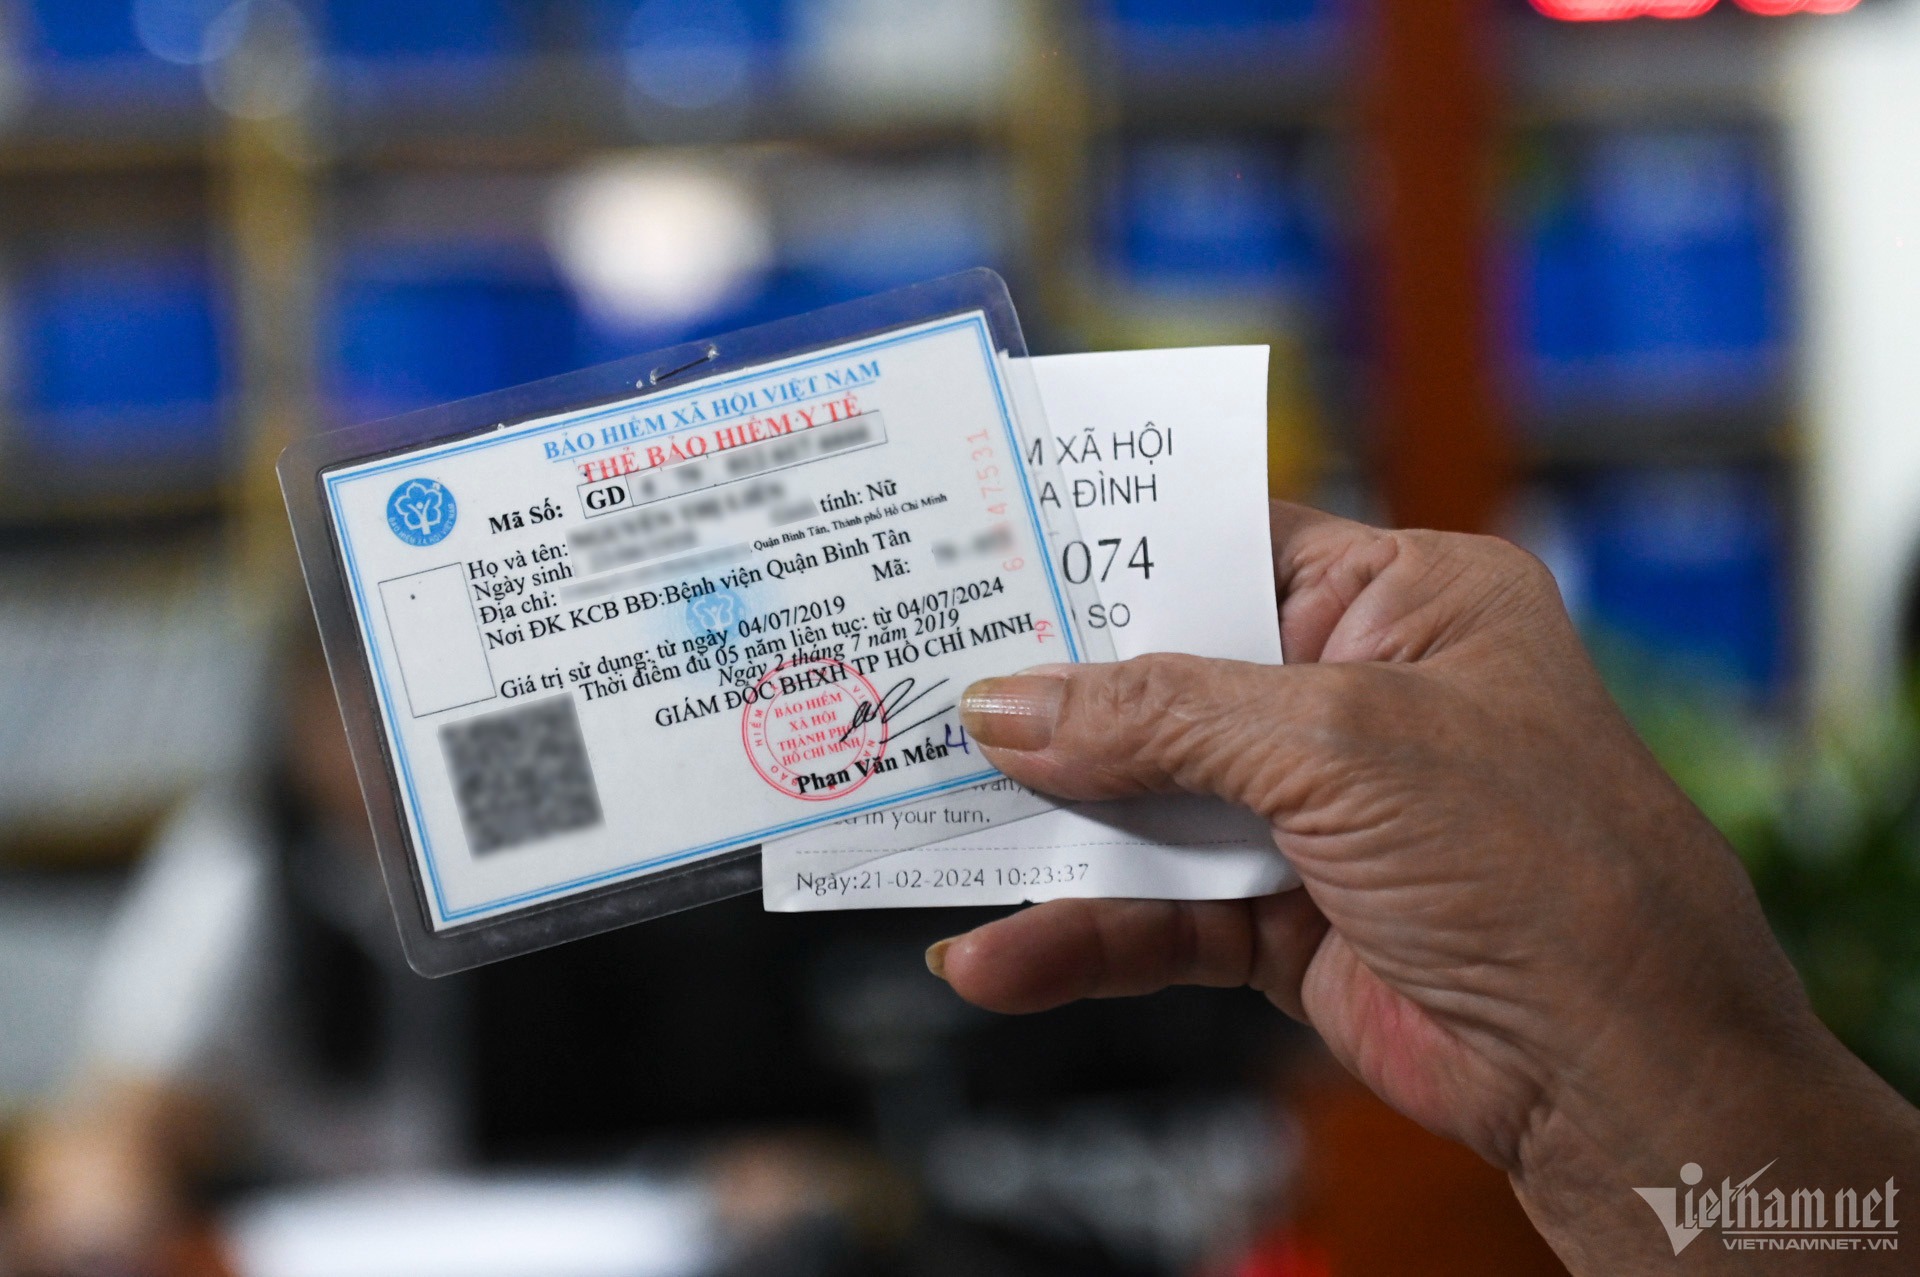 BẢO HIỂM XÃ HỘI VIỆT NAM
THẺ BẢO HIỂM Y TẾ
Mã Số: GD
Họ và tên:
Ngày sinh
tính: Nữ
Địa chỉ:
, Quận Bình Tân, Thành phố Hồ Chí Minh
Nơi ĐK KCB BĐ:Bệnh viện Quận Bình Tân
Mã:
Giá trị sử dụng: từ ngày 04/07/2019
Thời điểm đủ 05 năm liên tục: từ 04/07/2024
Ngày 2 tháng 7 năm 2019
GIÁM ĐỐC BHXH TP HỒ CHÍ MINH
BẢO HIỂM
XÃ HỘI
THÀNH PHỐ
HỒ CHÍ MINH
Phan Văn Mến
47531
79
XÃ HỘI
A ĐÌNH
074
SO
in your turn.
Ngày:21-02-2024 10:23:37
Vietnamnet
VIETNAMNET.VN